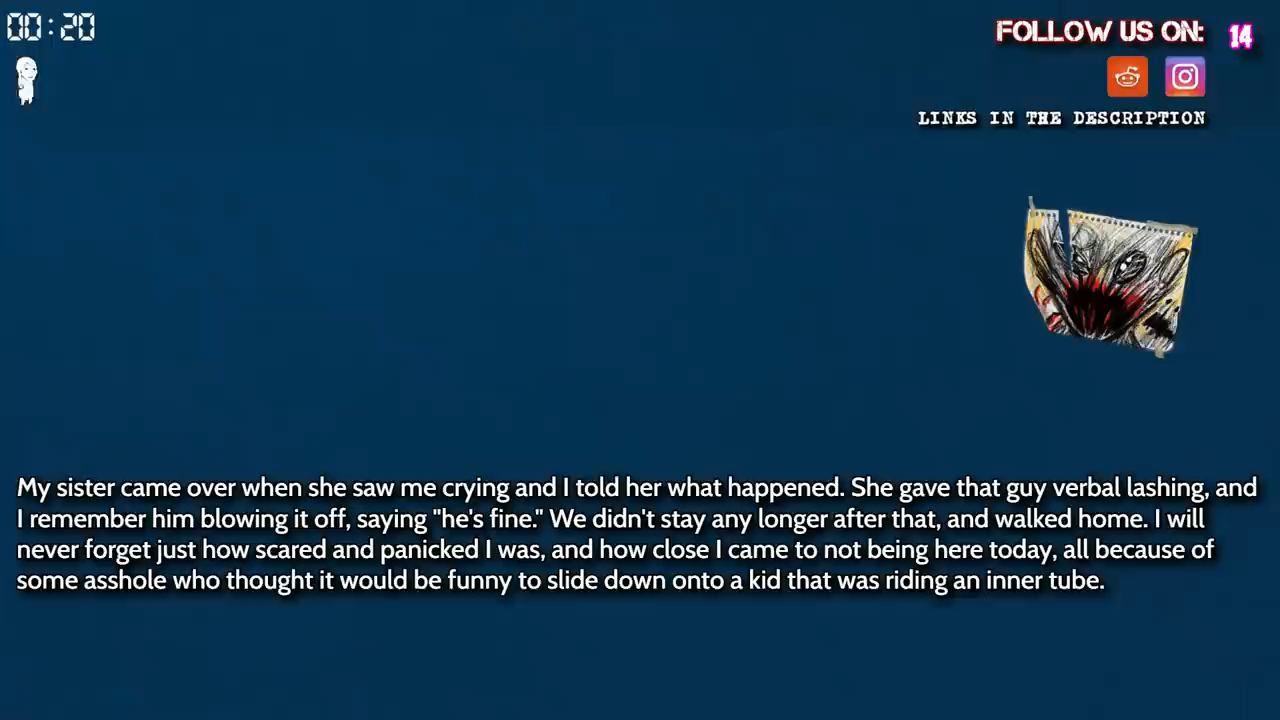 00:20
FOLLOW US ON:
14
LINKS IN THE DESCRIPTION
My sister came over when she saw me crying and I told her what happened. She gave that guy verbal lashing, and
I remember him blowing it off, saying "he's fine." We didn't stay any longer after that, and walked home. I will
never forget just how scared and panicked I was, and how close I came to not being here today, all because of
some asshole who thought it would be funny to slide down onto a kid that was riding an inner tube.